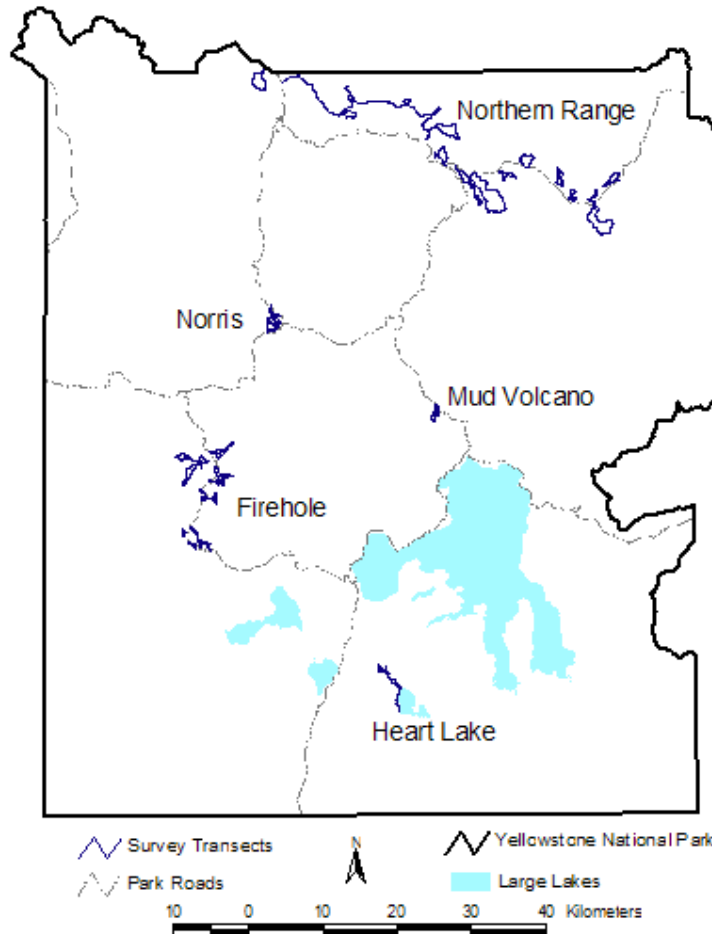 Northern Range
Norris
Mud Volcano
Firehole
Heart Lake
Survey Transects
N
Yellowstone National Park
Park Roads
Large Lakes
10 0 10 20 30 40 Kilometers